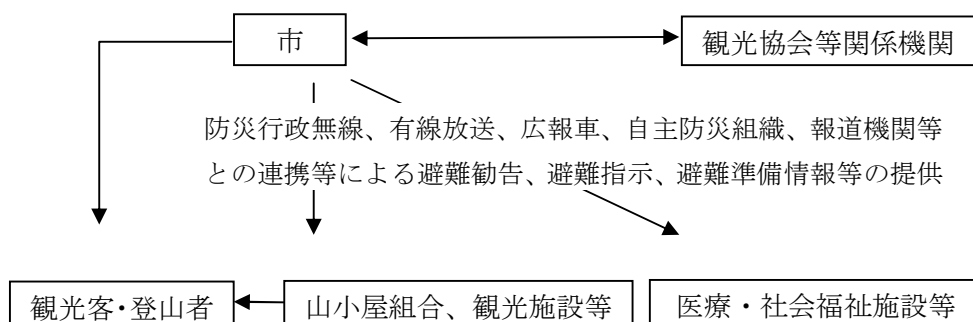 市
観光協会等関係機関
防災行政無線、有線放送、広報車、自主防災組織、報道機関等
との連携等による避難勧告、避難指示、避難準備情報等の提供
観光客・登山者
山小屋組合、観光施設等
医療・社会福祉施設等